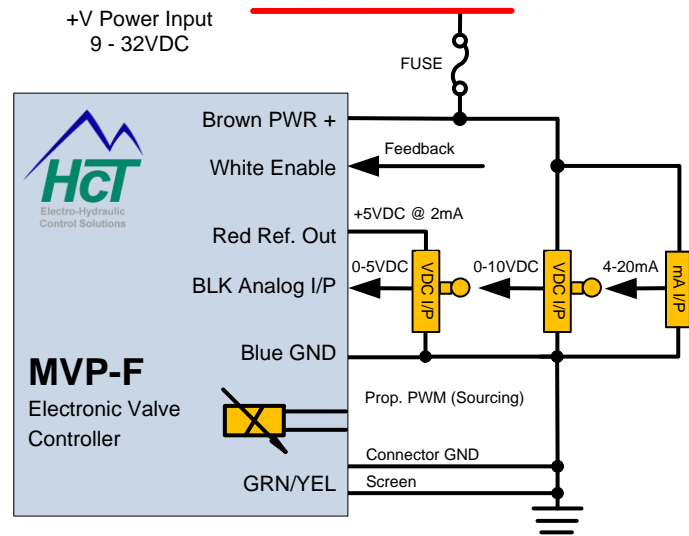 +V Power Input
9 - 32VDC
FUSE
HCT
Electro-Hydraulic
Control Solutions
Brown PWR +
White Enable
Feedback
+5VDC @ 2mA
Red Ref. Out
0-5VDC
0-10VDC
4-20mA
BLK Analog I/P
VDC I/P
VDC I/P
mA I/P
Blue GND
MVP-F
Electronic Valve
Controller
Prop. PWM (Sourcing)
Connector GND
GRN/YEL
Screen